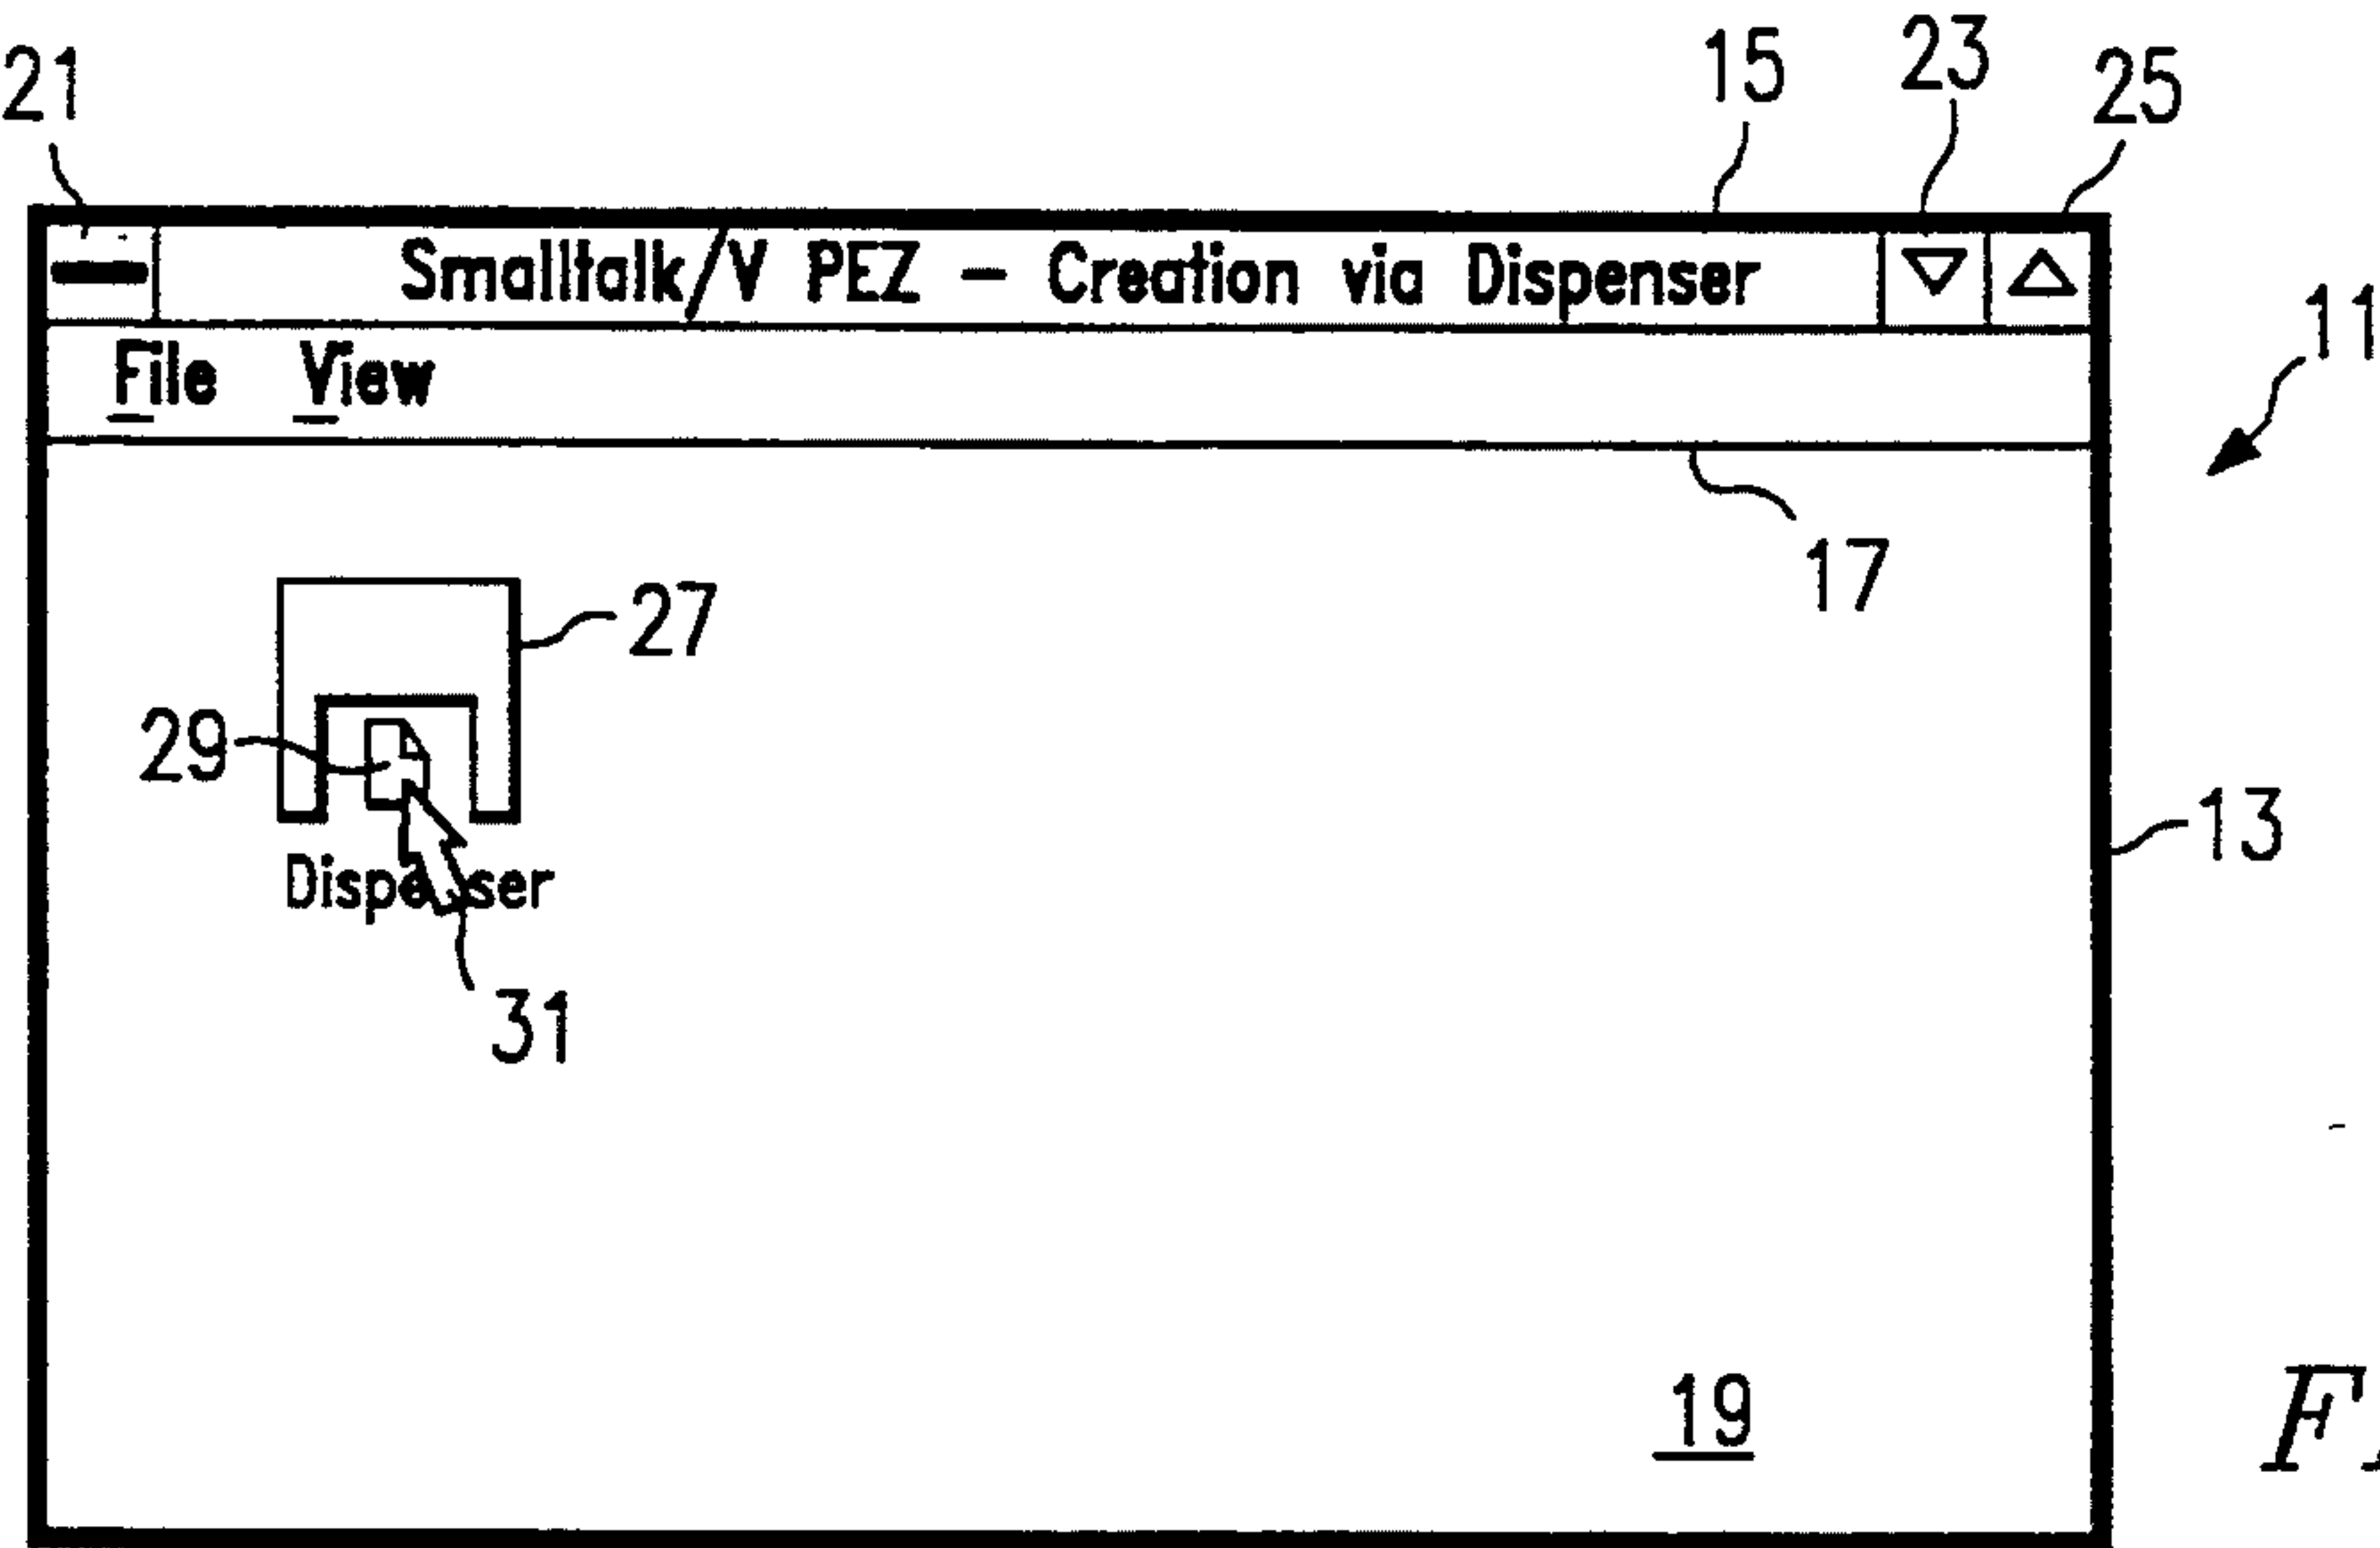 21 15 23 25
Smalltalk/V PEZ - Creation via Dispenser
11
File View
17
27
29
13
Dispenser
31
19